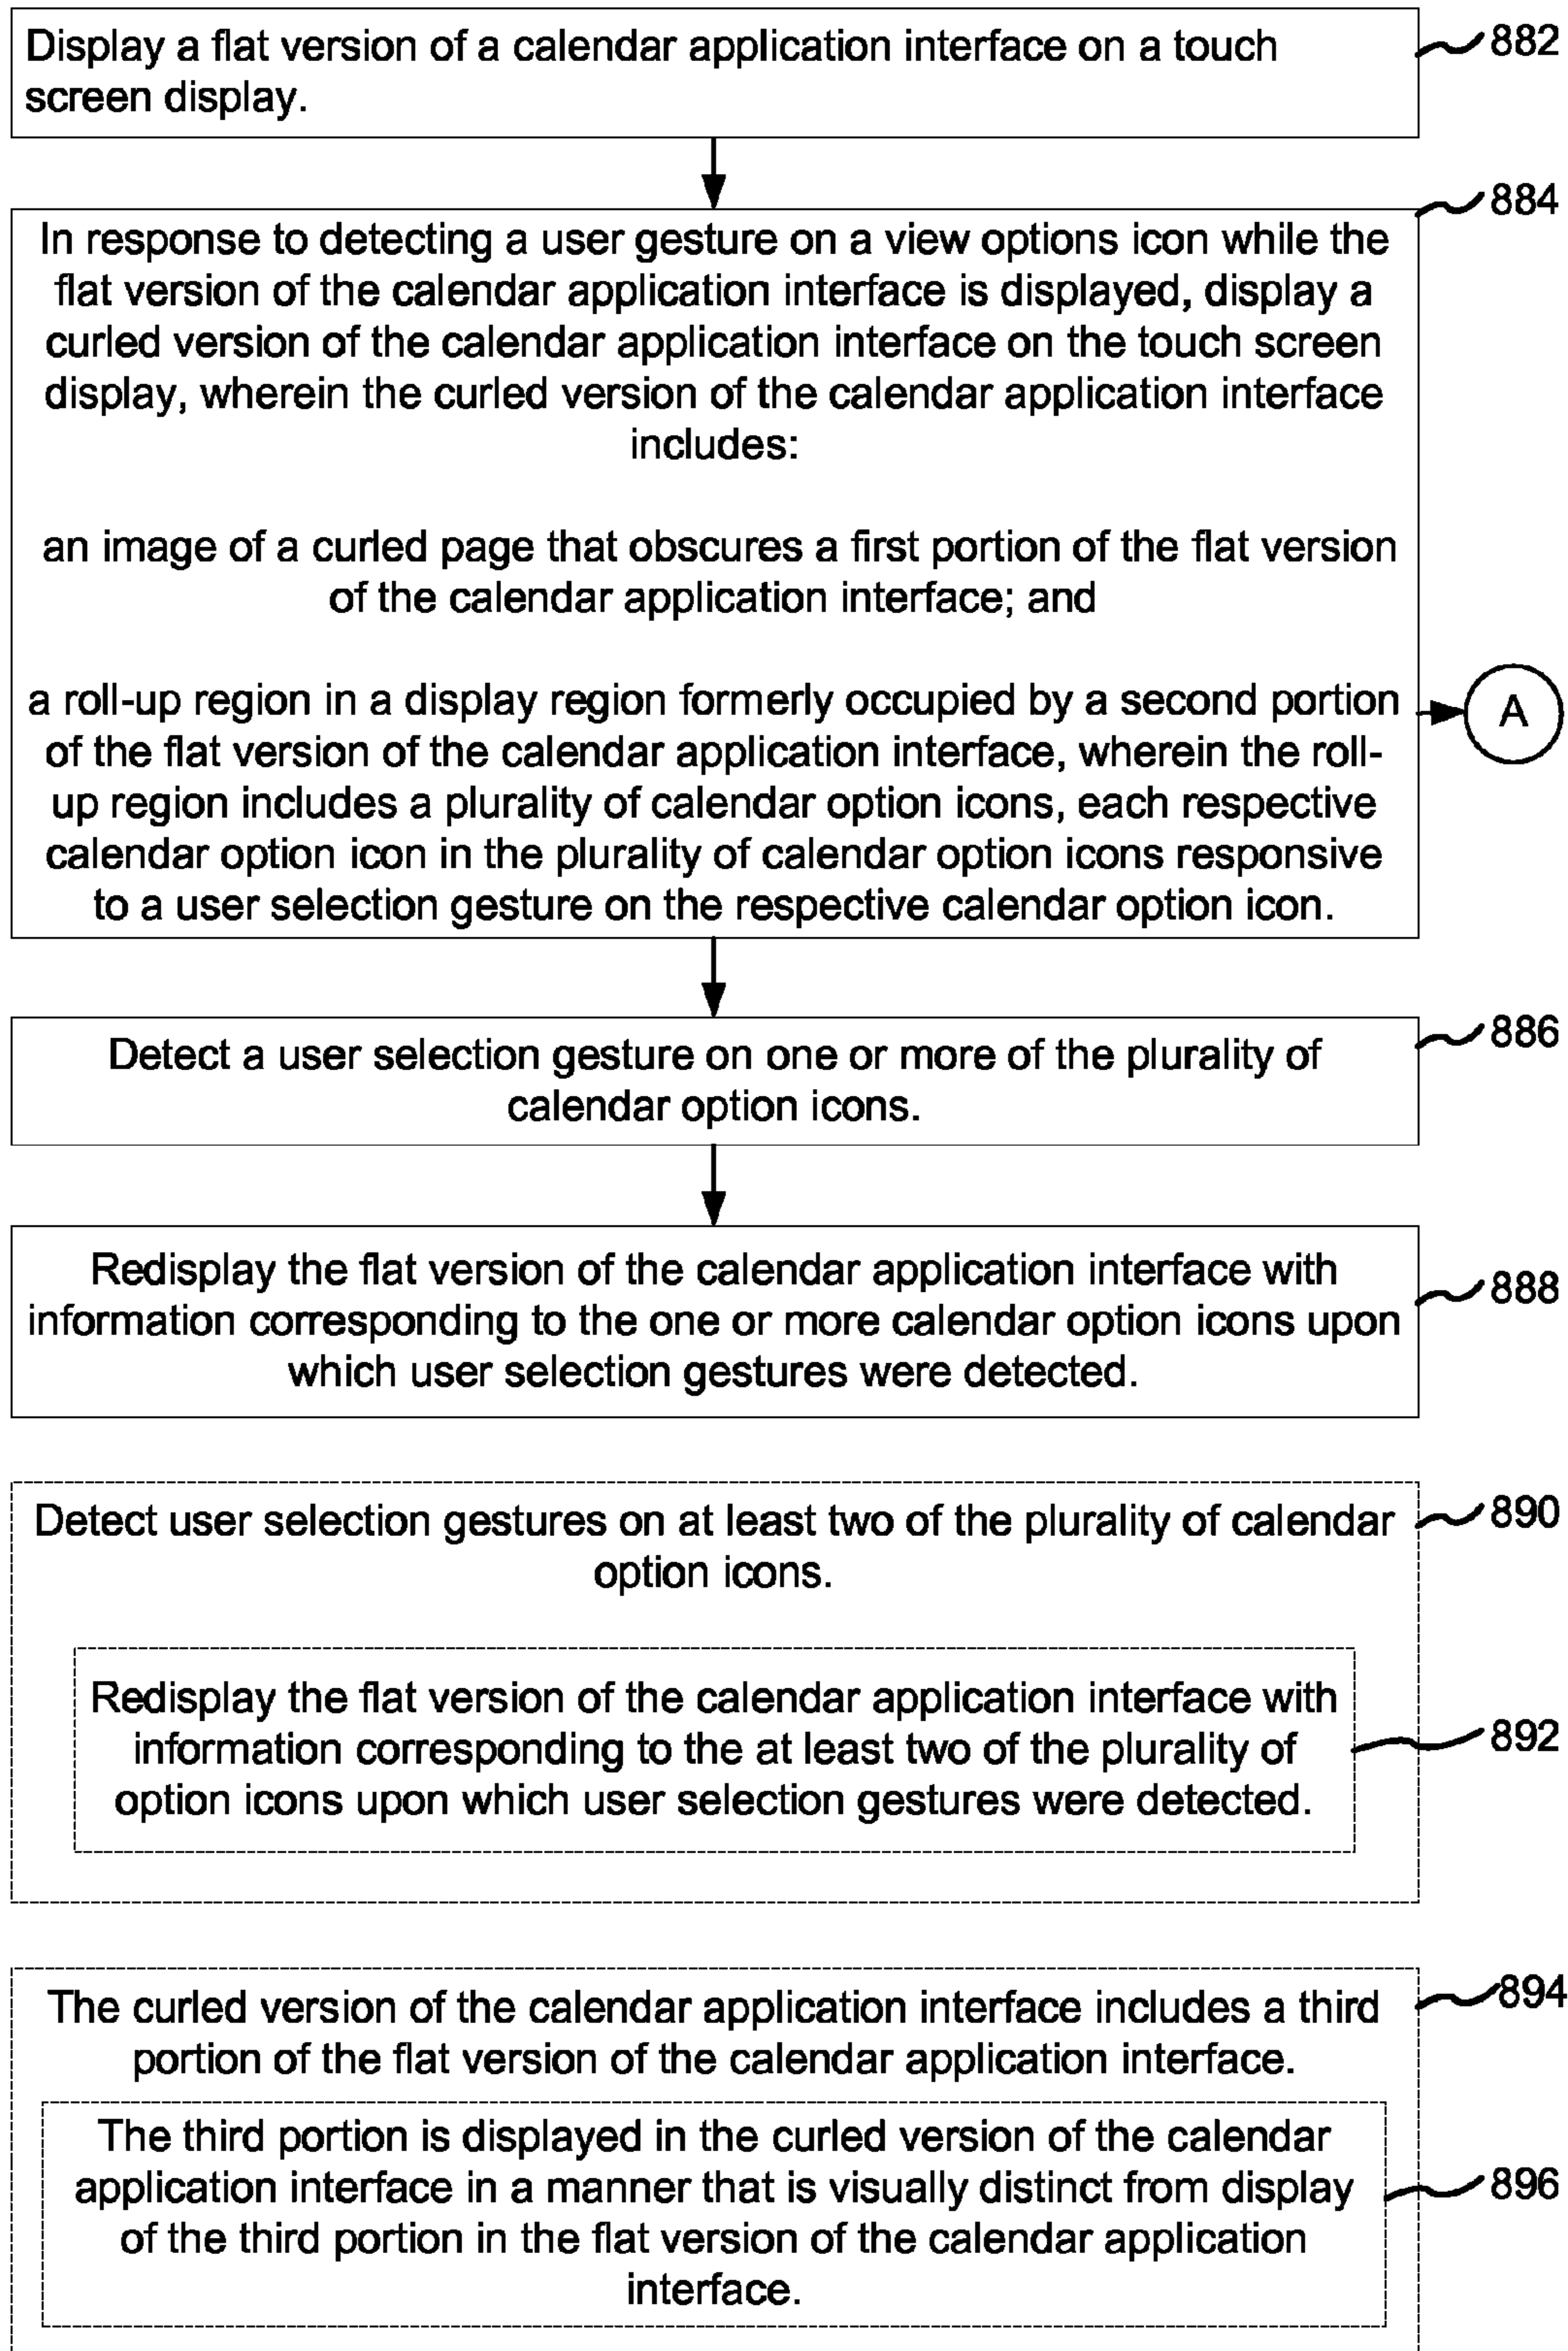 Display a flat version of a calendar application interface on a touch
screen display.
882
884
In response to detecting a user gesture on a view options icon while the
flat version of the calendar application interface is displayed, display a
curled version of the calendar application interface on the touch screen
display, wherein the curled version of the calendar application interface
includes:
an image of a curled page that obscures a first portion of the flat version
of the calendar application interface; and
a roll-up region in a display region formerly occupied by a second portion
of the flat version of the calendar application interface, wherein the roll-
up region includes a plurality of calendar option icons, each respective
calendar option icon in the plurality of calendar option icons responsive
to a user selection gesture on the respective calendar option icon.
A
886
Detect a user selection gesture on one or more of the plurality of
calendar option icons.
Redisplay the flat version of the calendar application interface with
information corresponding to the one or more calendar option icons upon
which user selection gestures were detected.
888
Detect user selection gestures on at least two of the plurality of calendar
option icons.
890
Redisplay the flat version of the calendar application interface with
information corresponding to the at least two of the plurality of
option icons upon which user selection gestures were detected.
892
The curled version of the calendar application interface includes a third
portion of the flat version of the calendar application interface.
894
The third portion is displayed in the curled version of the calendar
application interface in a manner that is visually distinct from display
of the third portion in the flat version of the calendar application
interface.
896